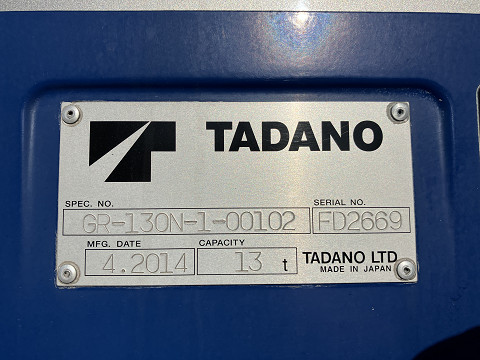 TADANO
SPEC. NO. SERIAL NO.
GR-130N-1-00102 FD2669
MFG. DATE CAPACITY
4.2014 13 t TADANO LTD
MADE IN JAPAN